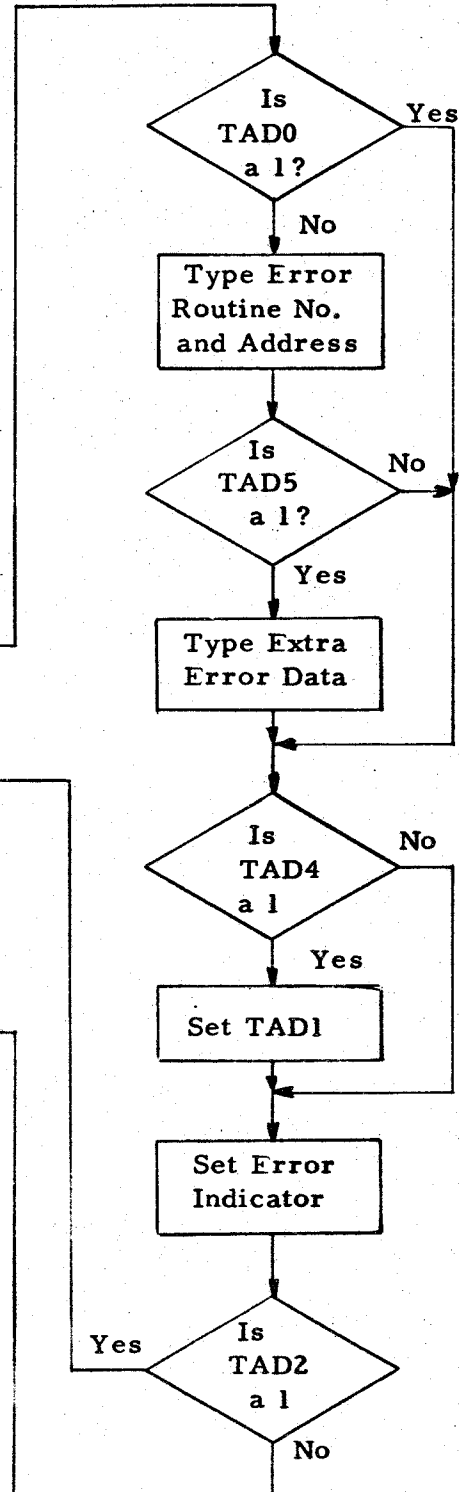 Is
TAD0
a 1?
Yes
No
Type Error
Routine No.
and Address
Is
TAD5
a 1?
No
Yes
Type Extra
Error Data
Is
TAD4
a 1
No
Yes
Set TAD1
Set Error
Indicator
Is
TAD2
a 1
Yes
No